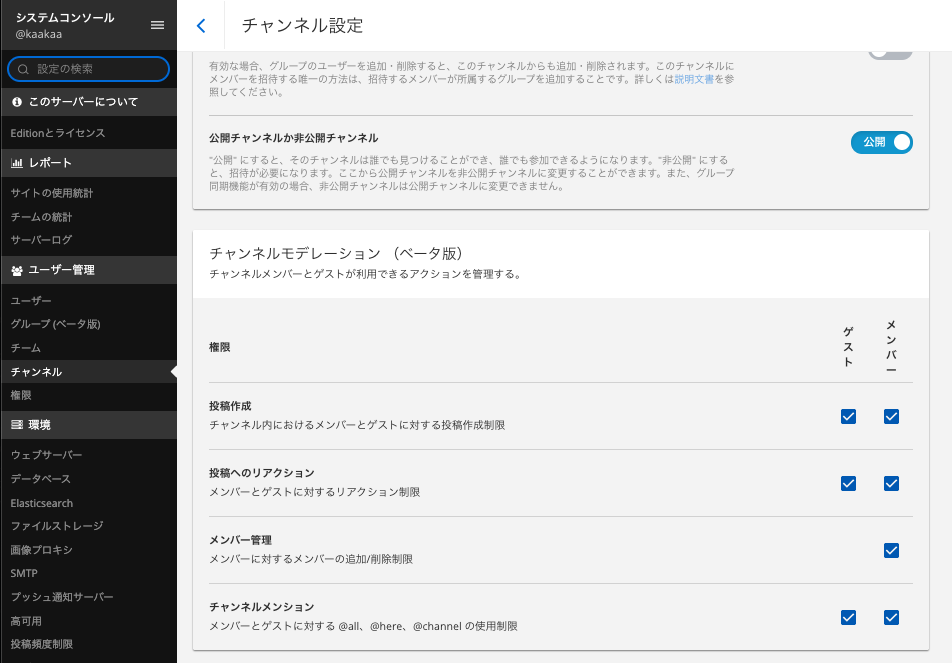 システムコンソール
@kaakaa
設定の検索
このサーバーについて
Editionとライセンス
レポート
サイトの使用統計
チームの統計
サーバーログ
ユーザー管理
ユーザー
グループ (ベータ版)
チーム
チャンネル
権限
環境
ウェブサーバー
データベース
Elasticsearch
ファイルストレージ
画像プロキシ
SMTP
プッシュ通知サーバー
高可用
投稿頻度制限
チャンネル設定
有効な場合、グループのユーザーを追加・削除すると、このチャンネルからも追加・削除されます。このチャンネルに
メンバーを招待する唯一の方法は、招待するメンバーが所属するグループを追加することです。詳しくは説明文書を参
照してください。
公開チャンネルか非公開チャンネル
公開
"公開" にすると、そのチャンネルは誰でも見つけることができ、誰でも参加できるようになります。"非公開" にする
と、招待が必要になります。ここから公開チャンネルを非公開チャンネルに変更することができます。また、グループ
同期機能が有効の場合、非公開チャンネルは公開チャンネルに変更できません。
チャンネルモデレーション （ベータ版）
チャンネルメンバーとゲストが利用できるアクションを管理する。
権限
ゲスト
メンバー
投稿作成
チャンネル内におけるメンバーとゲストに対する投稿作成制限
投稿へのリアクション
メンバーとゲストに対するリアクション制限
メンバー管理
メンバーに対するメンバーの追加/削除制限
チャンネルメンション
メンバーとゲストに対する @all、@here、@channel の使用制限